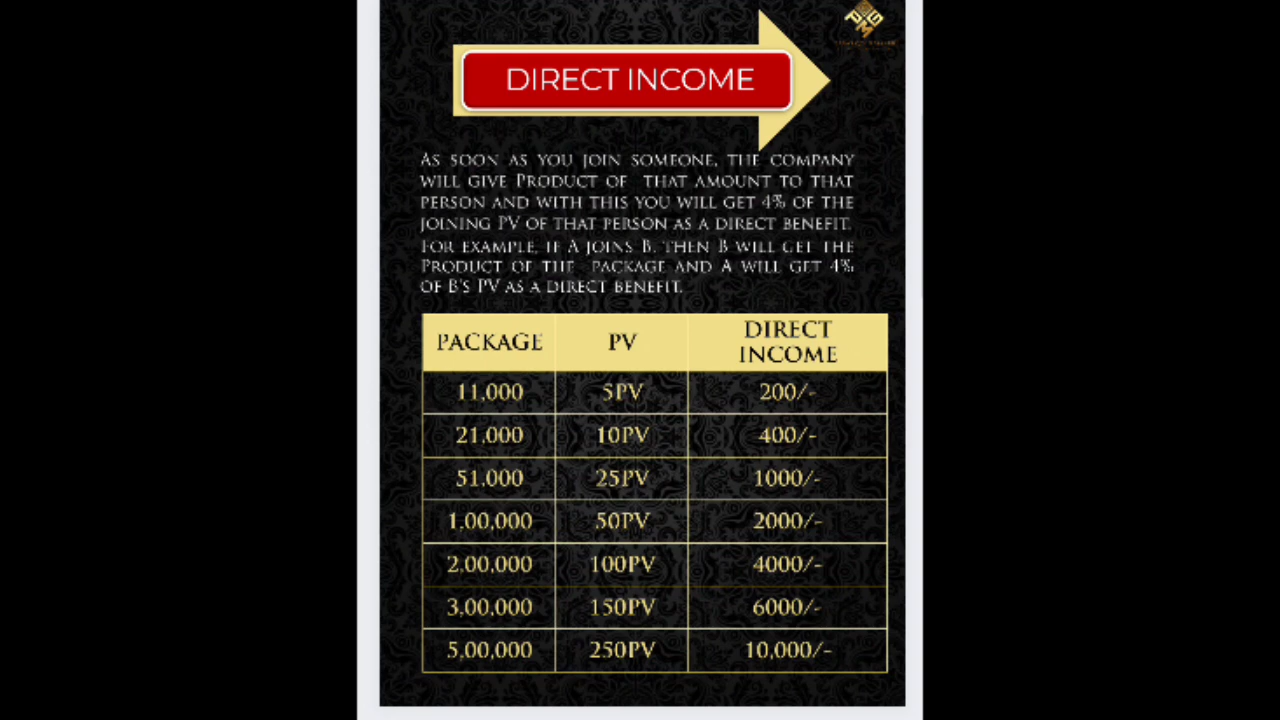 DIRECT INCOME
AS SOON AS YOU JOIN SOMEONE, THE COMPANY
WILL GIVE PRODUCT OF THAT AMOUNT TO THAT
PERSON AND WITH THIS YOU WILL GET 4% OF THE
JOINING PV OF THAT PERSON AS A DIRECT BENEFIT.
FOR EXAMPLE, IF A JOINS B, THEN B WILL GET THE
PRODUCT OF THE PACKAGE AND A WILL GET 4%
OF B'S PV AS A DIRECT BENEFIT.
PACKAGE PV DIRECT INCOME
11,000 5PV 200/-
21,000 10PV 400/-
51,000 25PV 1000/-
1,00,000 50PV 2000/-
2,00,000 100PV 4000/-
3,00,000 150PV 6000/-
5,00,000 250PV 10,000/-